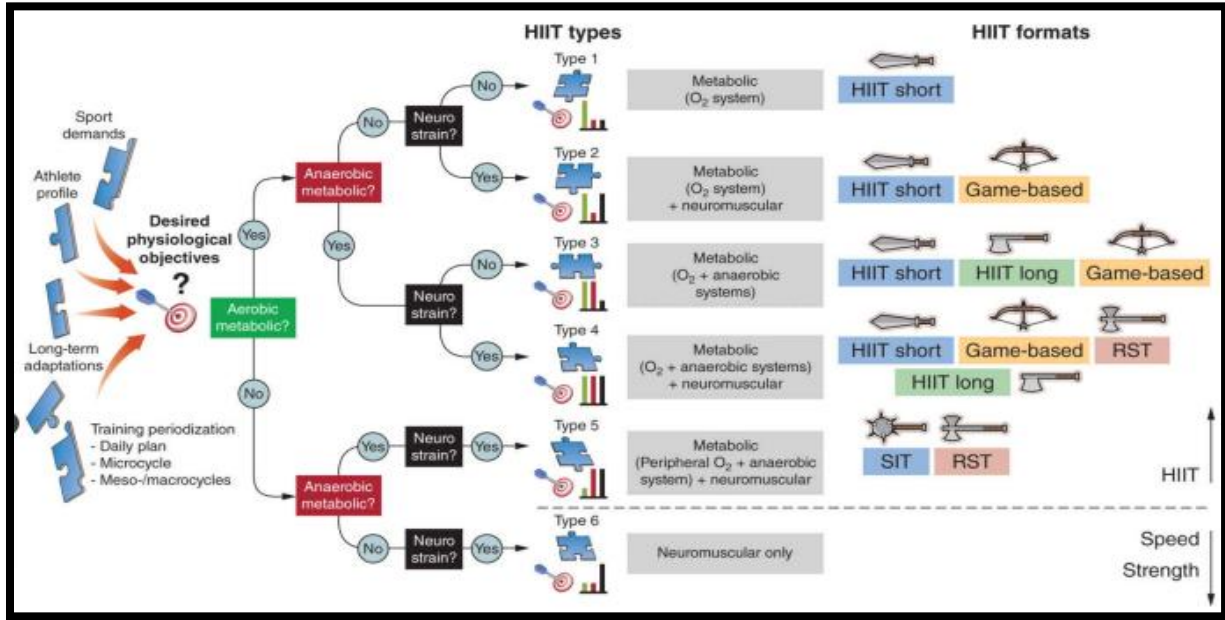 HIIT types
HIIT formats
Sport
demands
Athlete
profile
Desired
physiological
objectives
?
Long-term
adaptations
Training periodization
- Daily plan
- Microcycle
- Meso-/macrocycles
Aerobic
metabolic?
Yes
No
Anaerobic
metabolic?
No
Yes
Neuro
strain?
No
Yes
Neuro
strain?
No
Yes
Anaerobic
metabolic?
Yes
No
Neuro
strain?
Yes
Neuro
strain?
Yes
Type 1
Metabolic
(O₂ system)
HIIT short
Type 2
Metabolic
(O₂ system)
+ neuromuscular
HIIT short
Game-based
Type 3
Metabolic
(O₂ + anaerobic
systems)
HIIT short
HIIT long
Game-based
Type 4
Metabolic
(O₂ + anaerobic systems)
+ neuromuscular
HIIT short
Game-based
RST
HIIT long
Type 5
Metabolic
(Peripheral O₂ + anaerobic
system) + neuromuscular
SIT
RST
HIIT
Type 6
Neuromuscular only
Speed
Strength